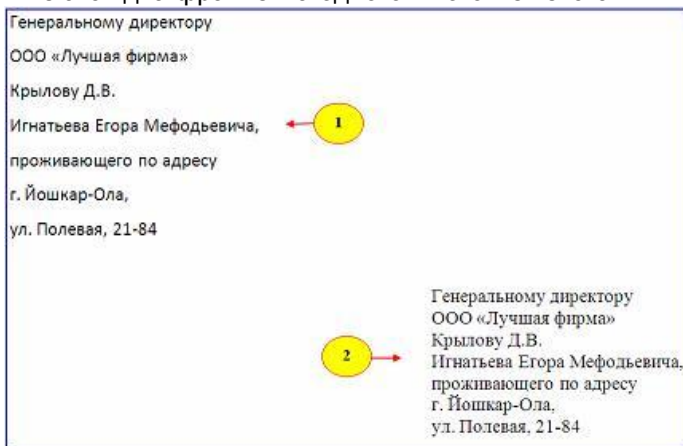 Генеральному директору
ООО «Лучшая фирма»
Крылову Д.В.
Игнатьева Егора Мефодьевича,
1
проживающего по адресу
г. Йошкар-Ола,
ул. Полевая, 21-84
Генеральному директору
ООО «Лучшая фирма»
Крылову Д.В.
2
Игнатьева Егора Мефодьевича,
проживающего по адресу
г. Йошкар-Ола,
ул. Полевая, 21-84